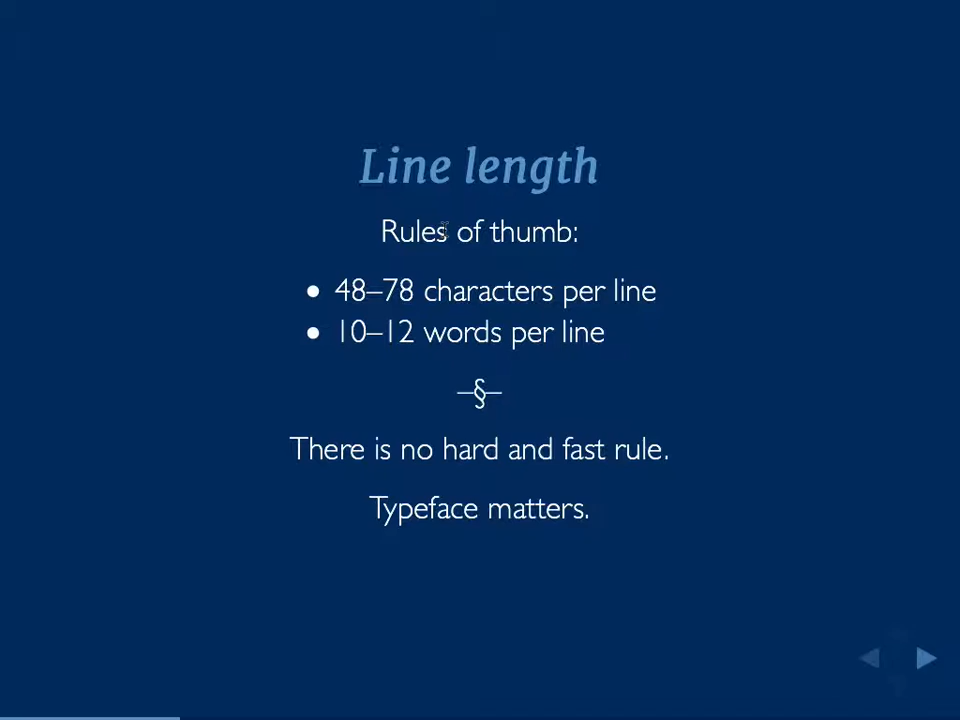 Line length
Rules of thumb:
• 48–78 characters per line
• 10–12 words per line
–§–
There is no hard and fast rule.
Typeface matters.